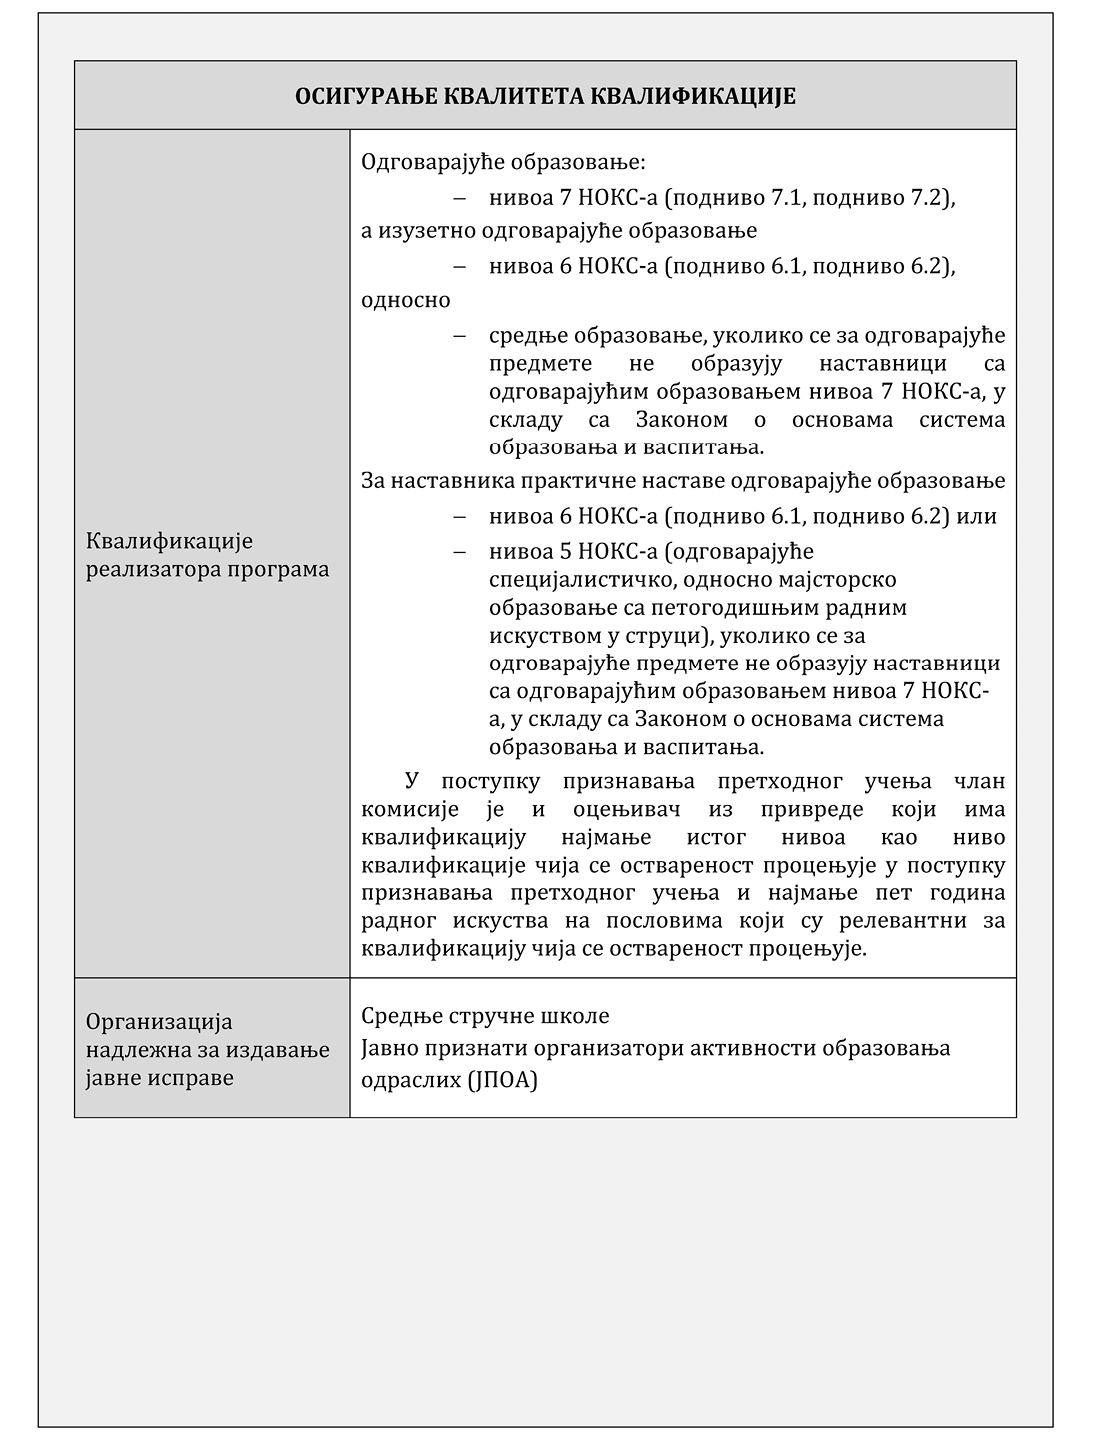 ОСИГУРАЊЕ КВАЛИТЕТА КВАЛИФИКАЦИЈЕ
Квалификације
реализатора програма
Одговарајуће образовање:
– нивоа 7 НОКС-а (подниво 7.1, подниво 7.2),
а изузетно одговарајуће образовање
– нивоа 6 НОКС-а (подниво 6.1, подниво 6.2),
односно
– средње образовање, уколико се за одговарајуће
предмете не образују наставници са
одговарајућим образовањем нивоа 7 НОКС-а, у
складу са Законом о основама система
образовања и васпитања.
За наставника практичне наставе одговарајуће образовање
– нивоа 6 НОКС-а (подниво 6.1, подниво 6.2) или
– нивоа 5 НОКС-а (одговарајуће
специјалистичко, односно мајсторско
образовање са петогодишњим радним
искуством у струци), уколико се за
одговарајуће предмете не образују наставници
са одговарајућим образовањем нивоа 7 НОКС-
а, у складу са Законом о основама система
образовања и васпитања.
У поступку признавања претходног учења члан
комисије је и оцењивач из привреде који има
квалификацију најмање истог нивоа као ниво
квалификације чија се оствареност процењује у поступку
признавања претходног учења и најмање пет година
радног искуства на пословима који су релевантни за
квалификацију чија се оствареност процењује.
Организација
надлежна за издавање
јавне исправе
Средње стручне школе
Јавно признати организатори активности образовања
одраслих (ЈПОА)